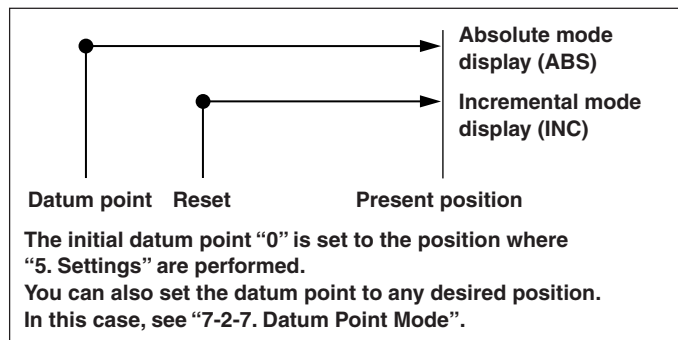 Absolute mode
display (ABS)
Incremental mode
display (INC)
Datum point Reset Present position
The initial datum point “0” is set to the position where
“5. Settings” are performed.
You can also set the datum point to any desired position.
In this case, see “7-2-7. Datum Point Mode”.